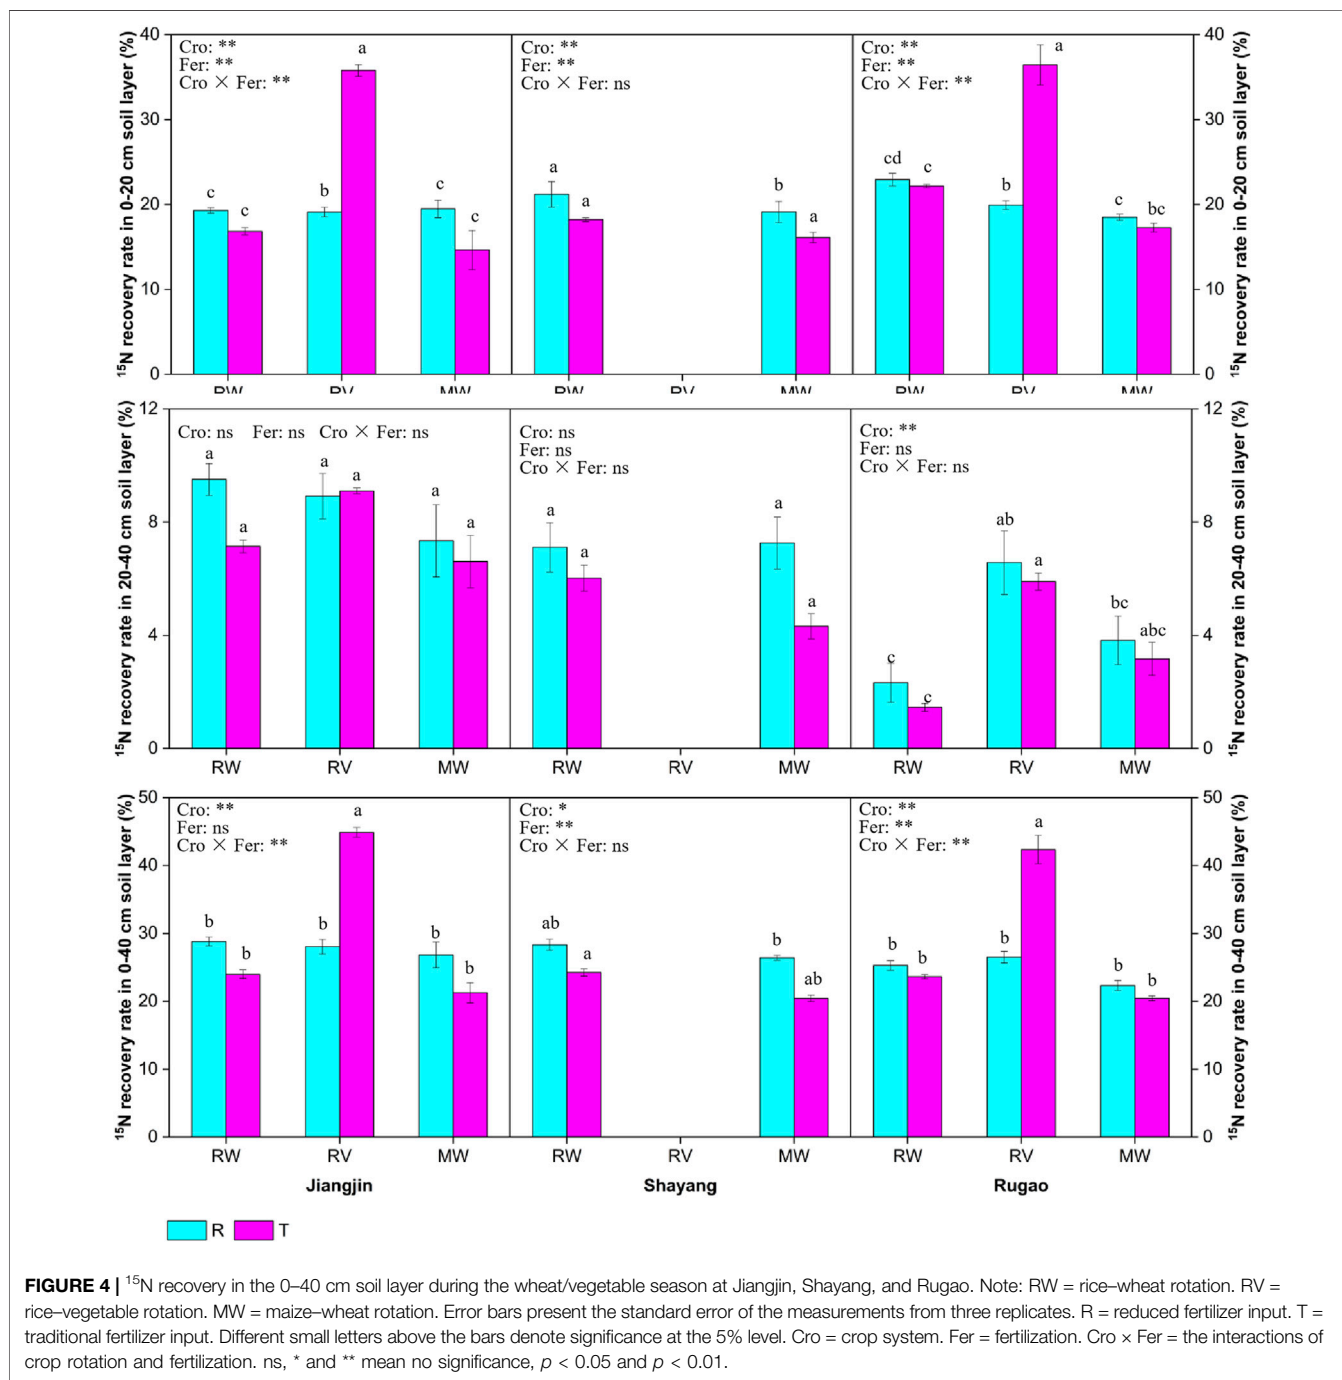 40
30
20
10
0
¹⁵N recovery rate in 0-20 cm soil layer (%)
Cro: **
Fer: **
Cro × Fer: **
c c b a c c
RW RV MW
Cro: **
Fer: **
Cro × Fer: ns
a a b a
RW RV MW
Cro: **
Fer: **
Cro × Fer: **
cd c b a c bc
RW RV MW
40
30
20
10
0
¹⁵N recovery rate in 0-20 cm soil layer (%)
12
8
4
0
¹⁵N recovery rate in 20-40 cm soil layer (%)
Cro: ns Fer: ns Cro × Fer: ns
a a a a a a
RW RV MW
Cro: ns
Fer: ns
Cro × Fer: ns
a a a a
RW RV MW
Cro: **
Fer: ns
Cro × Fer: ns
c c ab a bc abc
RW RV MW
12
8
4
0
¹⁵N recovery rate in 20-40 cm soil layer (%)
50
40
30
20
10
0
¹⁵N recovery rate in 0-40 cm soil layer (%)
Cro: **
Fer: ns
Cro × Fer: **
b b b a b b
RW RV MW
Jiangjin
Cro: *
Fer: **
Cro × Fer: ns
ab a b ab
RW RV MW
Shayang
Cro: **
Fer: **
Cro × Fer: **
b b b a b b
RW RV MW
Rugao
50
40
30
20
10
0
¹⁵N recovery rate in 0-40 cm soil layer (%)
R T
FIGURE 4 | ¹⁵N recovery in the 0–40 cm soil layer during the wheat/vegetable season at Jiangjin, Shayang, and Rugao. Note: RW = rice–wheat rotation. RV =
rice–vegetable rotation. MW = maize–wheat rotation. Error bars present the standard error of the measurements from three replicates. R = reduced fertilizer input. T =
traditional fertilizer input. Different small letters above the bars denote significance at the 5% level. Cro = crop system. Fer = fertilization. Cro × Fer = the interactions of
crop rotation and fertilization. ns, * and ** mean no significance, p < 0.05 and p < 0.01.